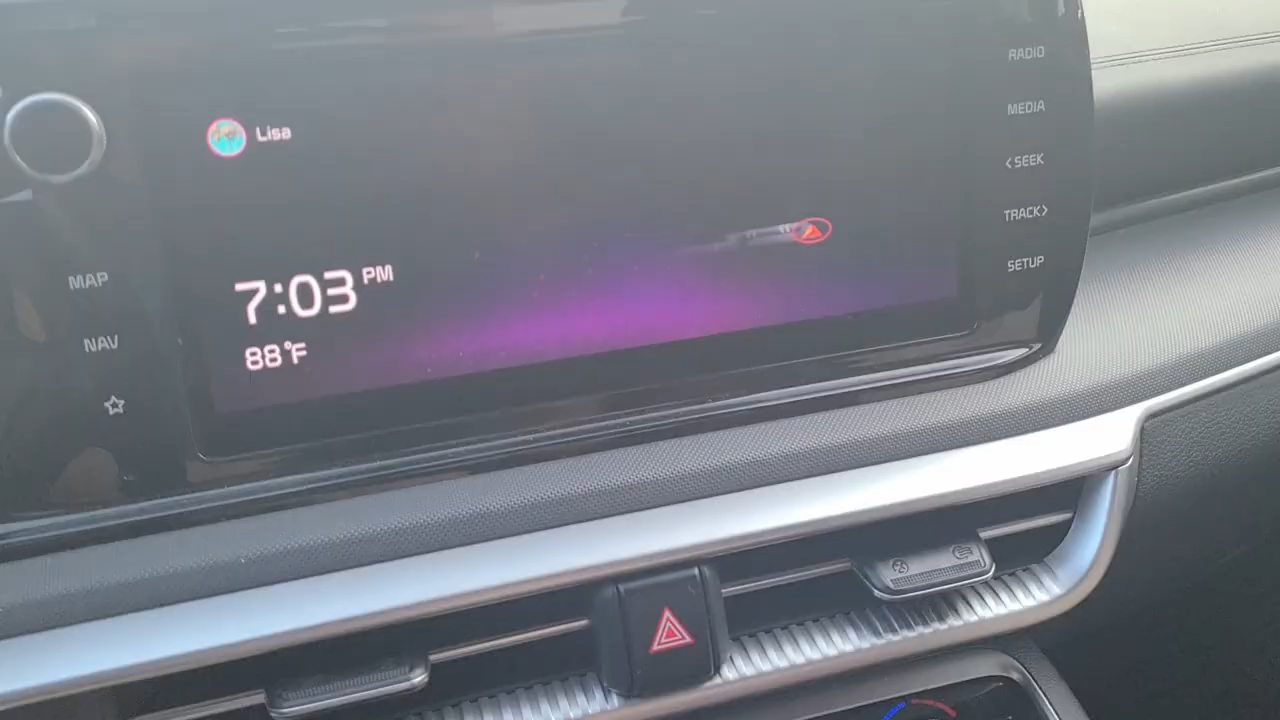 Lisa
7:03 PM
88°F
MAP
NAV
RADIO
MEDIA
<SEEK
TRACK>
SETUP